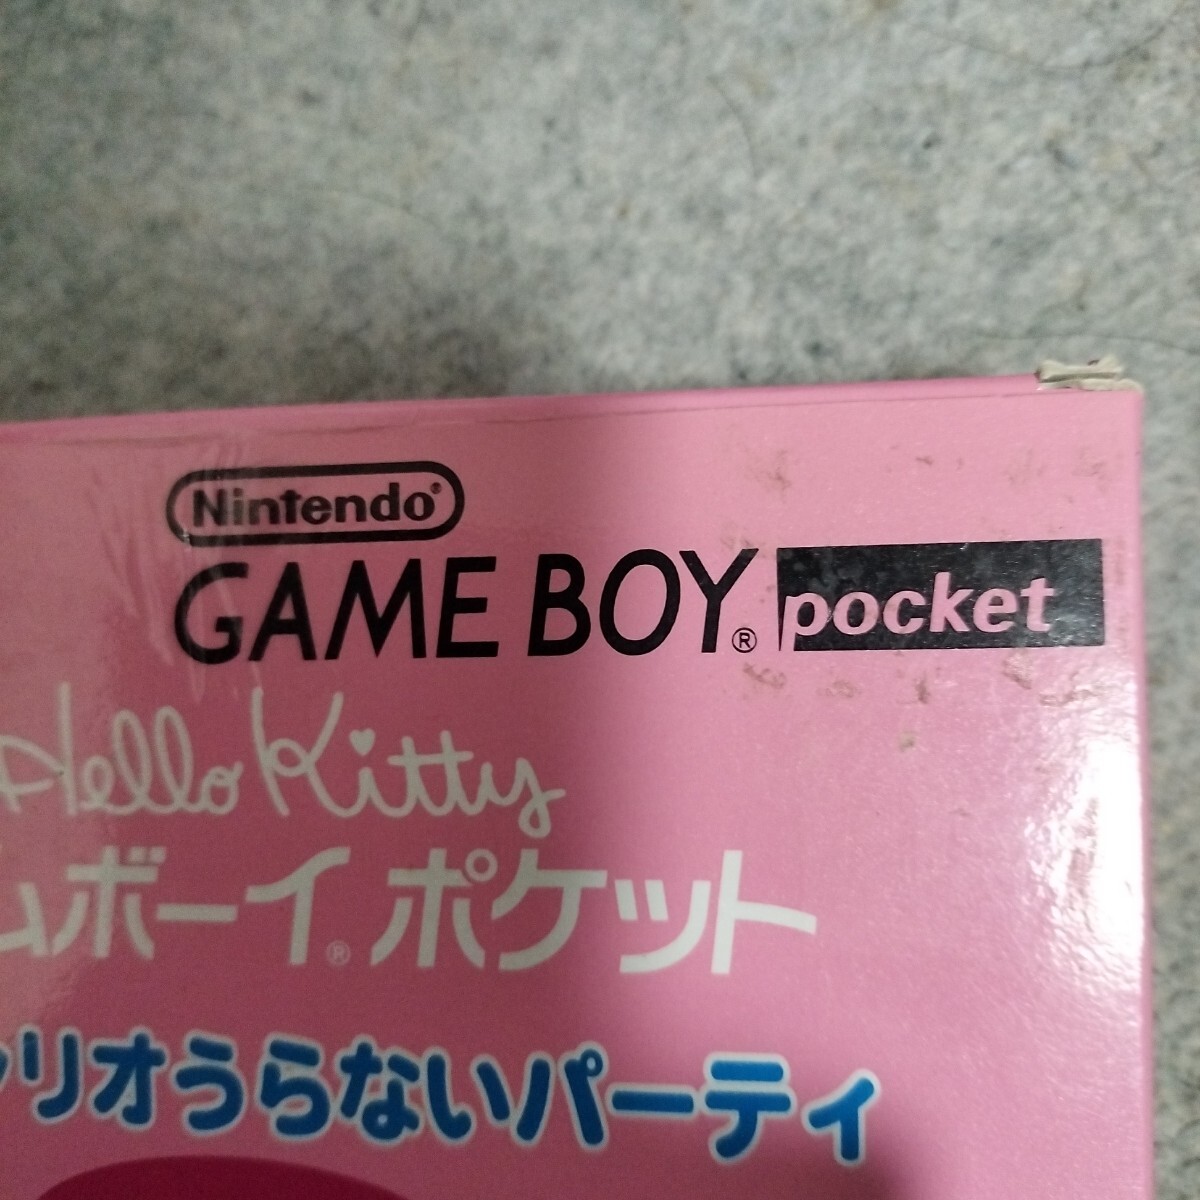 Nintendo®
GAME BOY® pocket
Hello Kitty
ムボーイ®ポケット
リオうらないパーティ